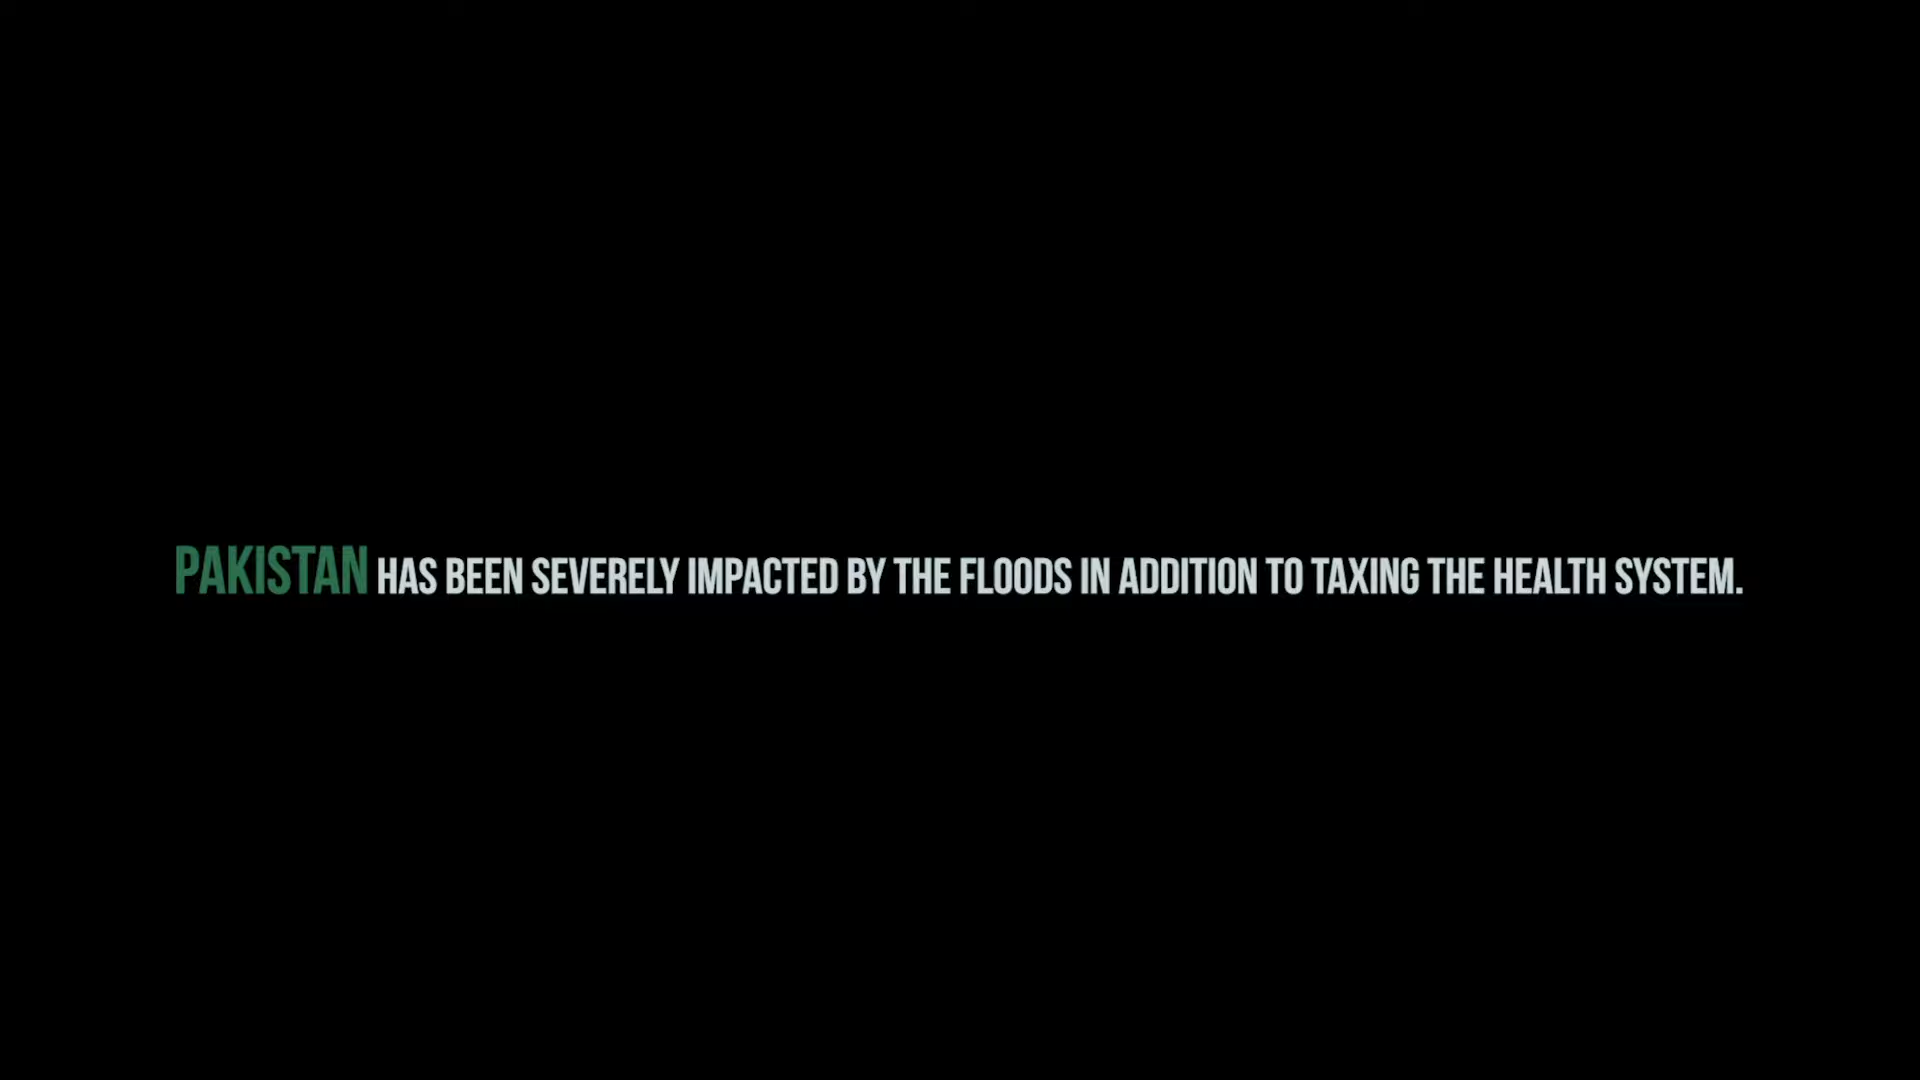 PAKISTAN HAS BEEN SEVERELY IMPACTED BY THE FLOODS IN ADDITION TO TAXING THE HEALTH SYSTEM.